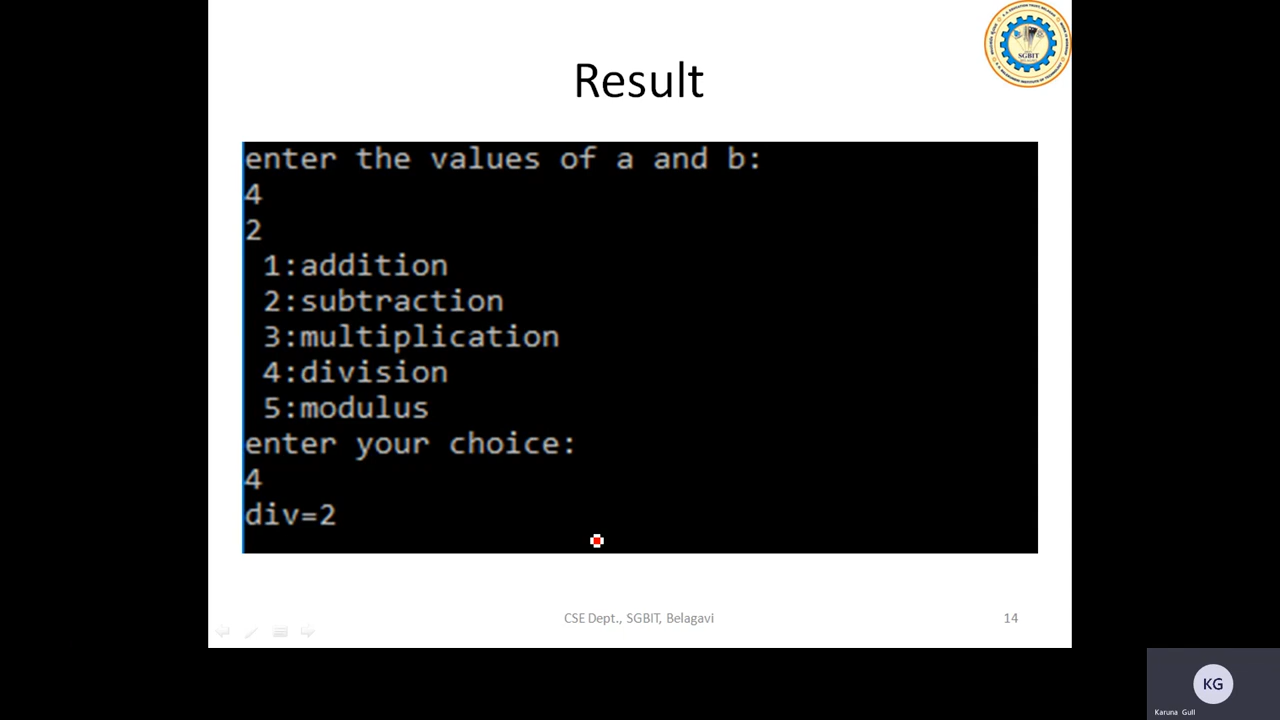 SGBIT
Result
enter the values of a and b:
4
2
1:addition
2:subtraction
3:multiplication
4:division
5:modulus
enter your choice:
4
div=2
CSE Dept., SGBIT, Belagavi
14
KG
Karuna Gull